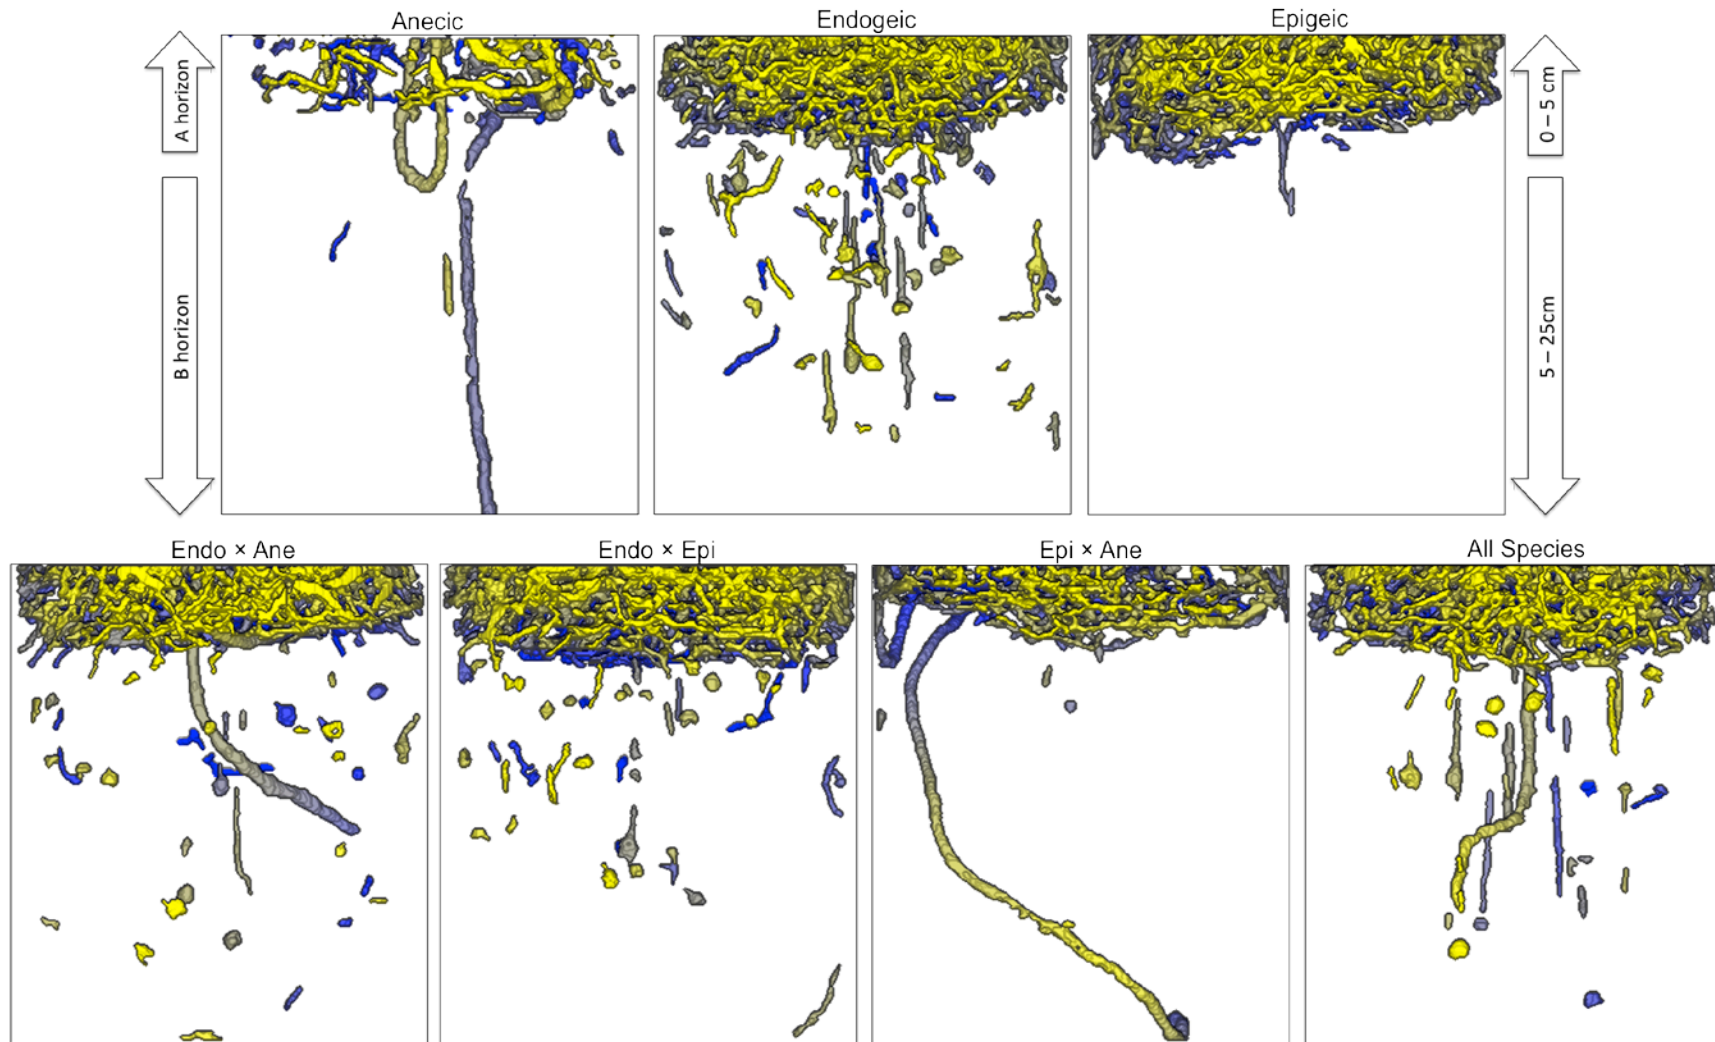 Anecic
Endogeic
Epigeic
A horizon
0 – 5 cm
B horizon
5 – 25cm
Endo × Ane
Endo × Epi
Epi × Ane
All Species